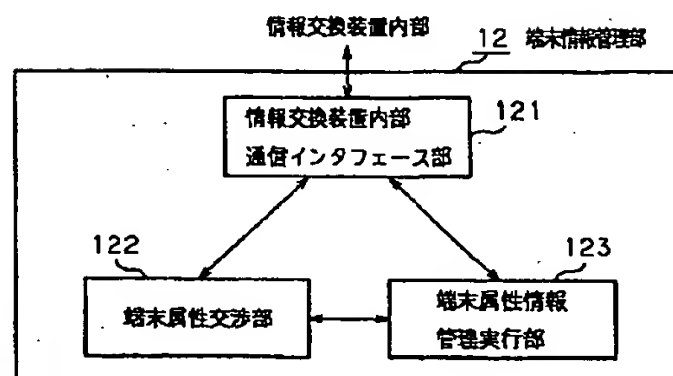 情報交換装置内部
12 端末情報管理部
情報交換装置内部
通信インタフェース部
121
122
123
端末属性交渉部
端末属性情報
管理実行部